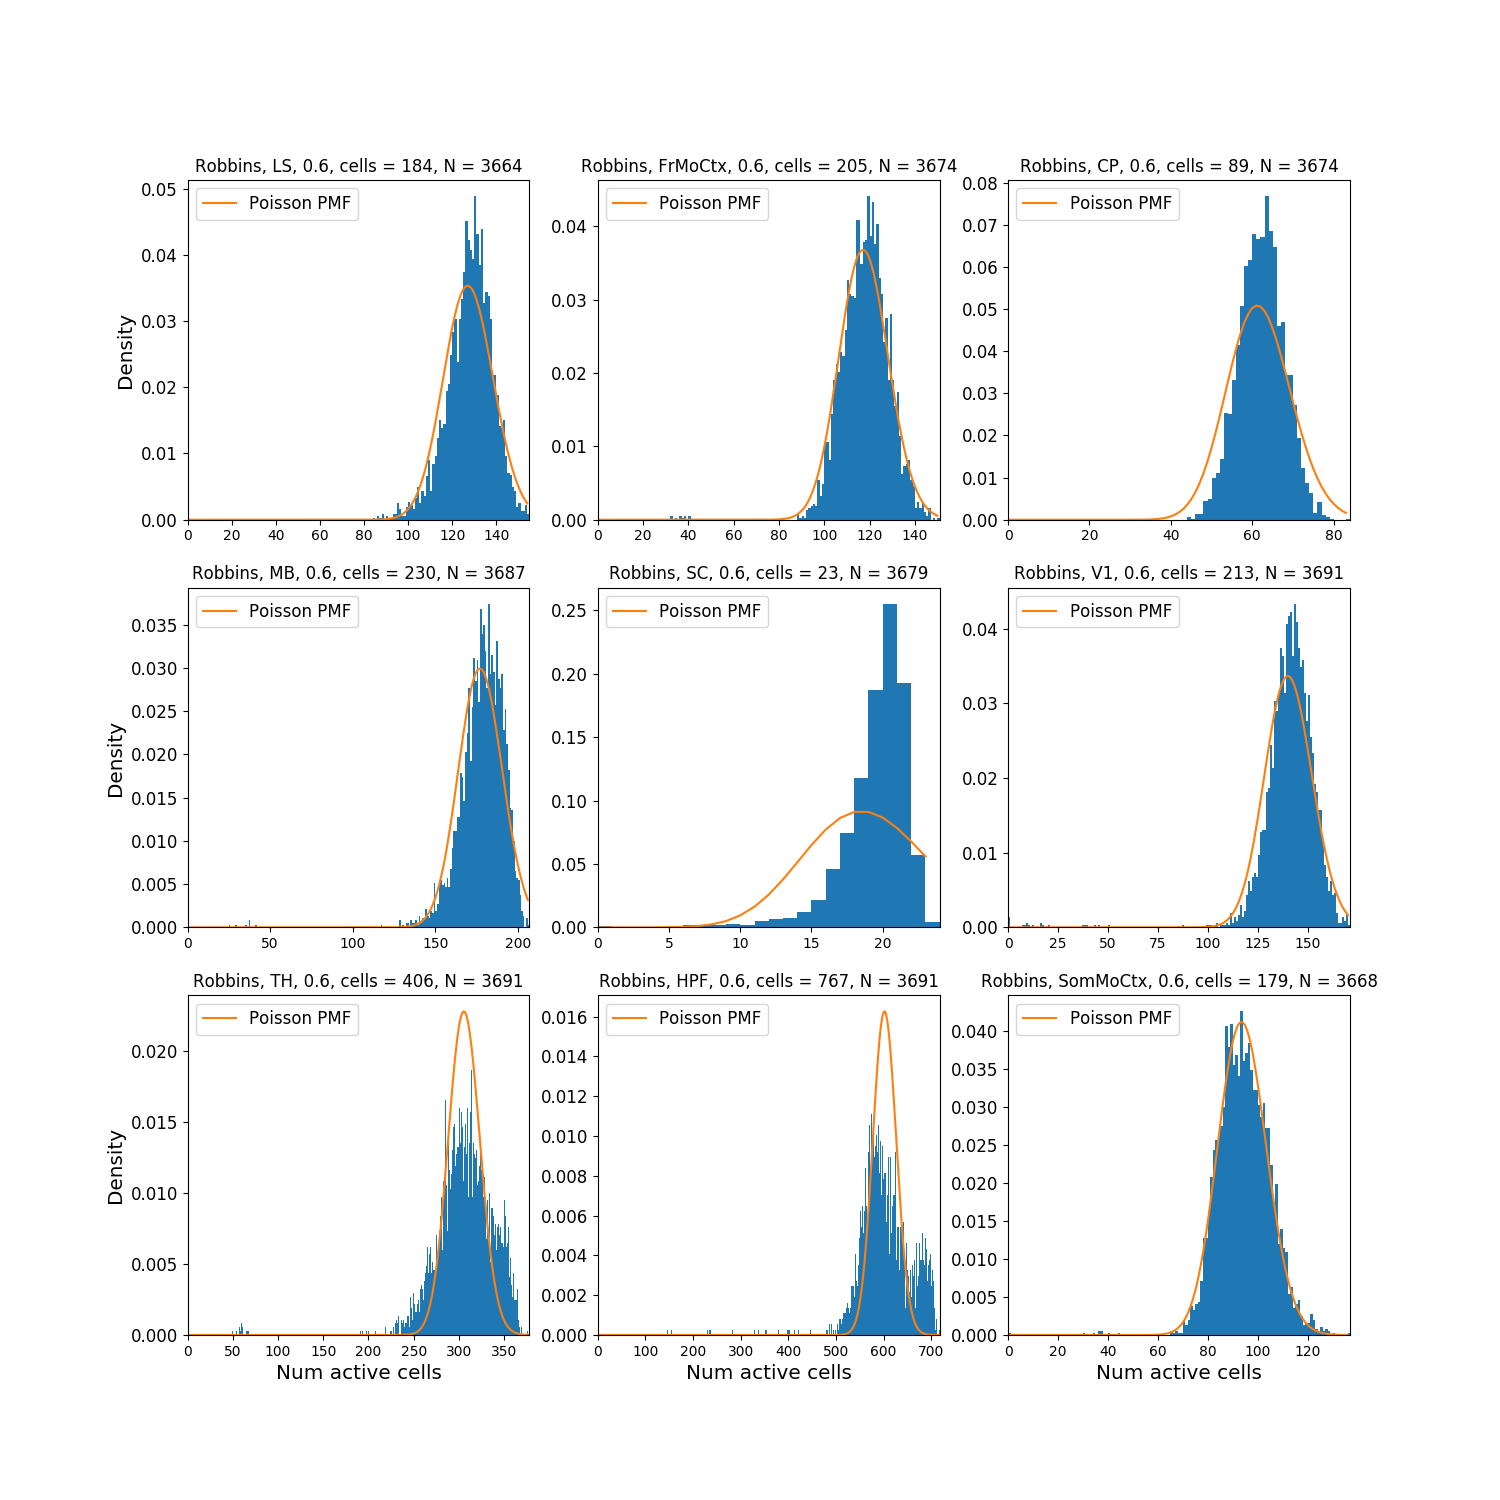 Robbins, LS, 0.6, cells = 184, N = 3664
Robbins, FrMoCtx, 0.6, cells = 205, N = 3674
Robbins, CP, 0.6, cells = 89, N = 3674
Density
0.05
0.04
0.03
0.02
0.01
0.00
Poisson PMF
0 20 40 60 80 100 120 140
0.04
0.03
0.02
0.01
0.00
Poisson PMF
0 20 40 60 80 100 120 140
0.08
0.07
0.06
0.05
0.04
0.03
0.02
0.01
0.00
Poisson PMF
0 20 40 60 80
Robbins, MB, 0.6, cells = 230, N = 3687
Robbins, SC, 0.6, cells = 23, N = 3679
Robbins, V1, 0.6, cells = 213, N = 3691
Density
0.035
0.030
0.025
0.020
0.015
0.010
0.005
0.000
Poisson PMF
0 50 100 150 200
0.25
0.20
0.15
0.10
0.05
0.00
Poisson PMF
0 5 10 15 20
0.04
0.03
0.02
0.01
0.00
Poisson PMF
0 25 50 75 100 125 150
Robbins, TH, 0.6, cells = 406, N = 3691
Robbins, HPF, 0.6, cells = 767, N = 3691
Robbins, SomMoCtx, 0.6, cells = 179, N = 3668
Density
0.020
0.015
0.010
0.005
0.000
Poisson PMF
0 50 100 150 200 250 300 350
Num active cells
0.016
0.014
0.012
0.010
0.008
0.006
0.004
0.002
0.000
Poisson PMF
0 100 200 300 400 500 600 700
Num active cells
0.040
0.035
0.030
0.025
0.020
0.015
0.010
0.005
0.000
Poisson PMF
0 20 40 60 80 100 120
Num active cells